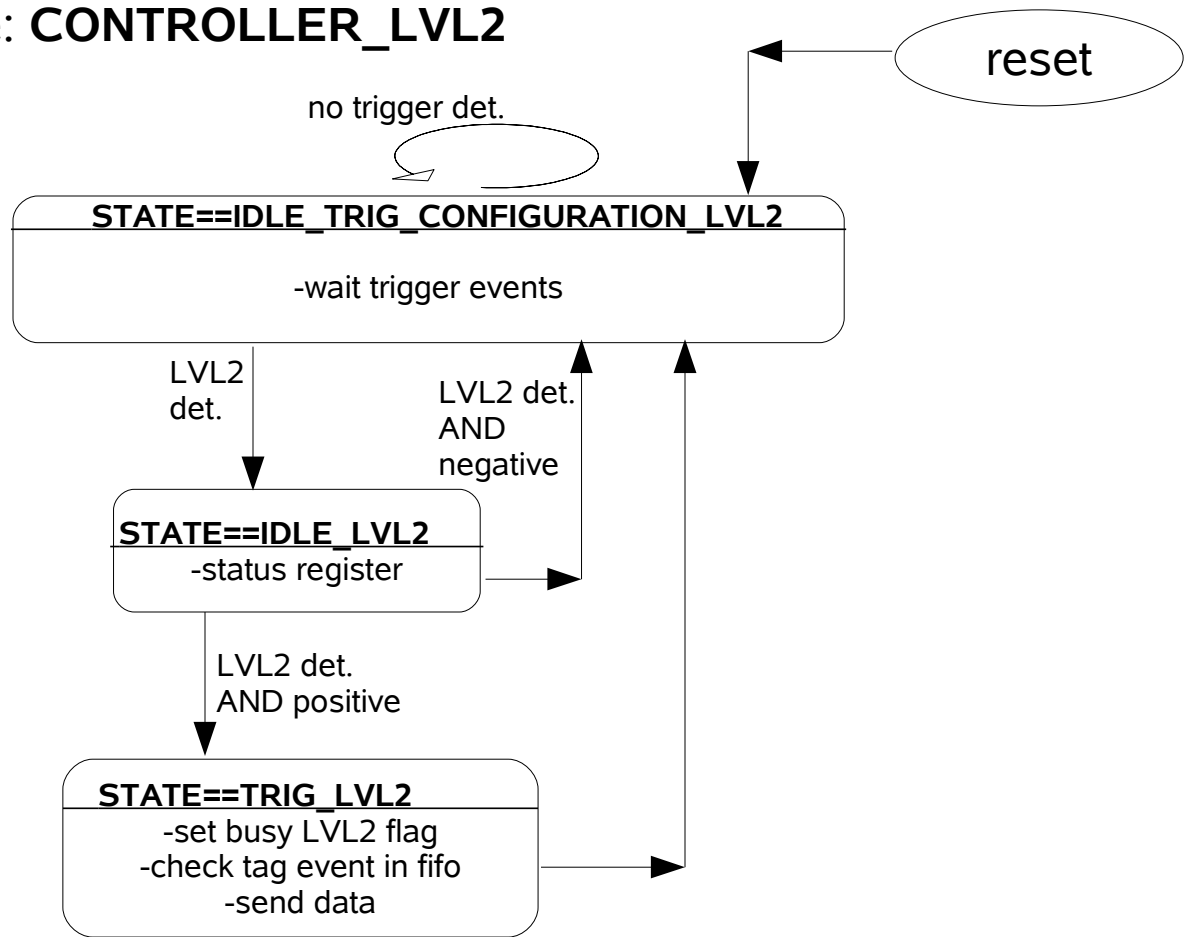 : CONTROLLER_LVL2
reset
no trigger det.
STATE==IDLE_TRIG_CONFIGURATION_LVL2
-wait trigger events
LVL2
det.
LVL2 det.
AND
negative
STATE==IDLE_LVL2
-status register
LVL2 det.
AND positive
STATE==TRIG_LVL2
-set busy LVL2 flag
-check tag event in fifo
-send data